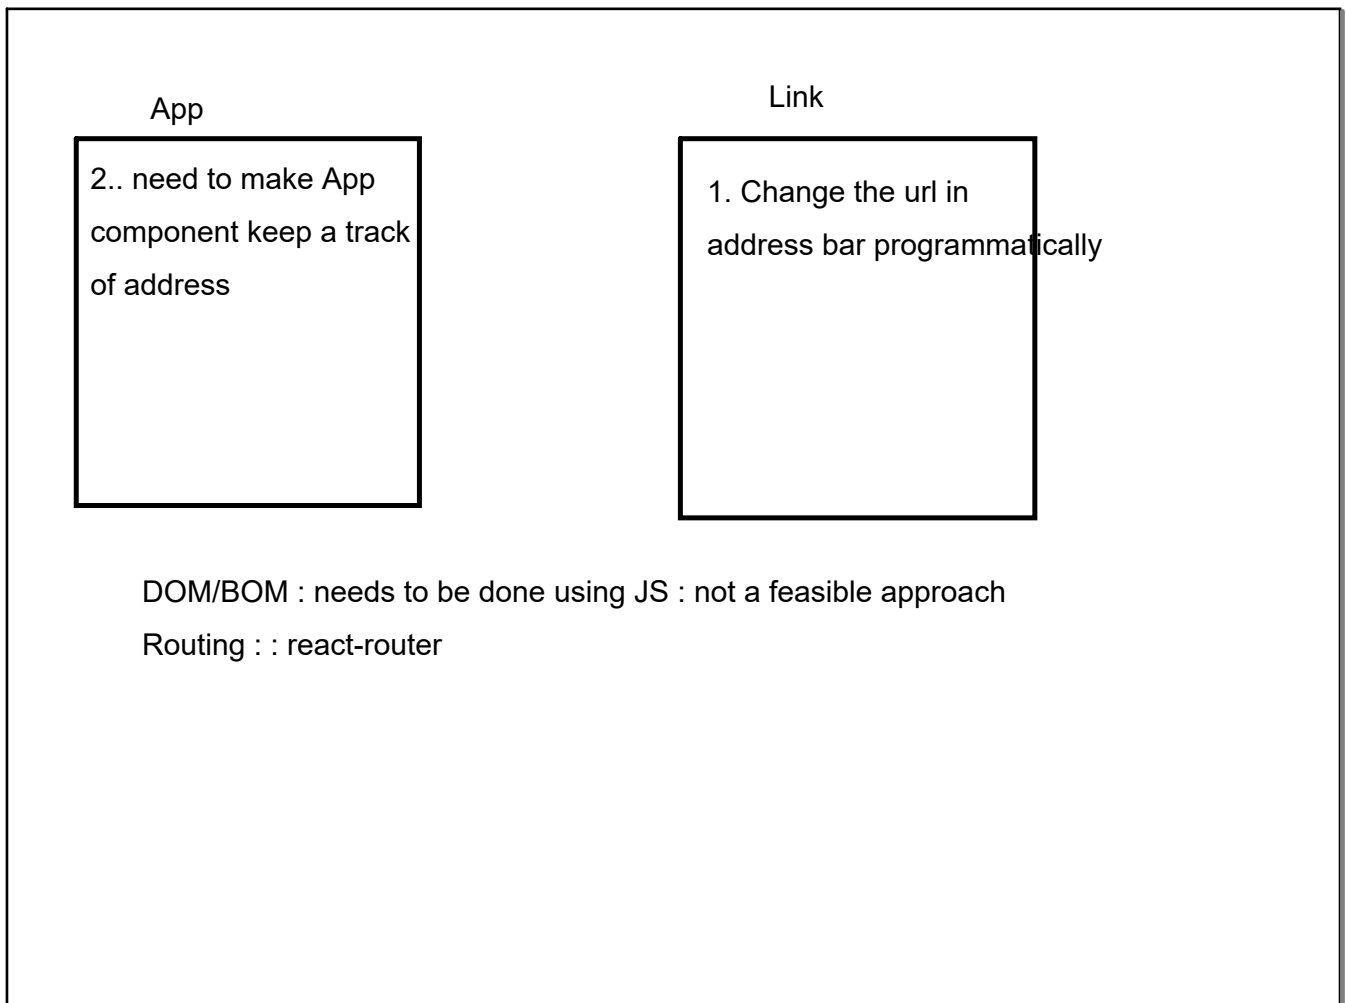 App
2.. need to make App
component keep a track
of address
Link
1. Change the url in
address bar programmatically
DOM/BOM : needs to be done using JS : not a feasible approach
Routing : : react-router